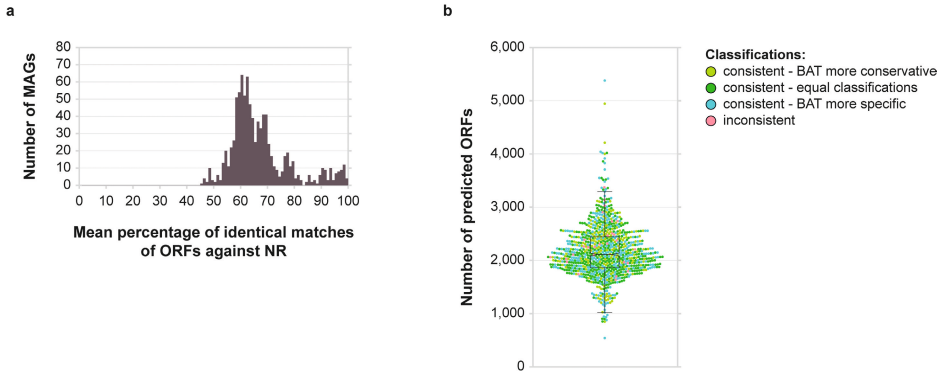 a
Number of MAGs
80
70
60
50
40
30
20
10
0
0 10 20 30 40 50 60 70 80 90 100
Mean percentage of identical matches
of ORFs against NR
b
Number of predicted ORFs
6,000
5,000
4,000
3,000
2,000
1,000
0
Classifications:
consistent - BAT more conservative
consistent - equal classifications
consistent - BAT more specific
inconsistent